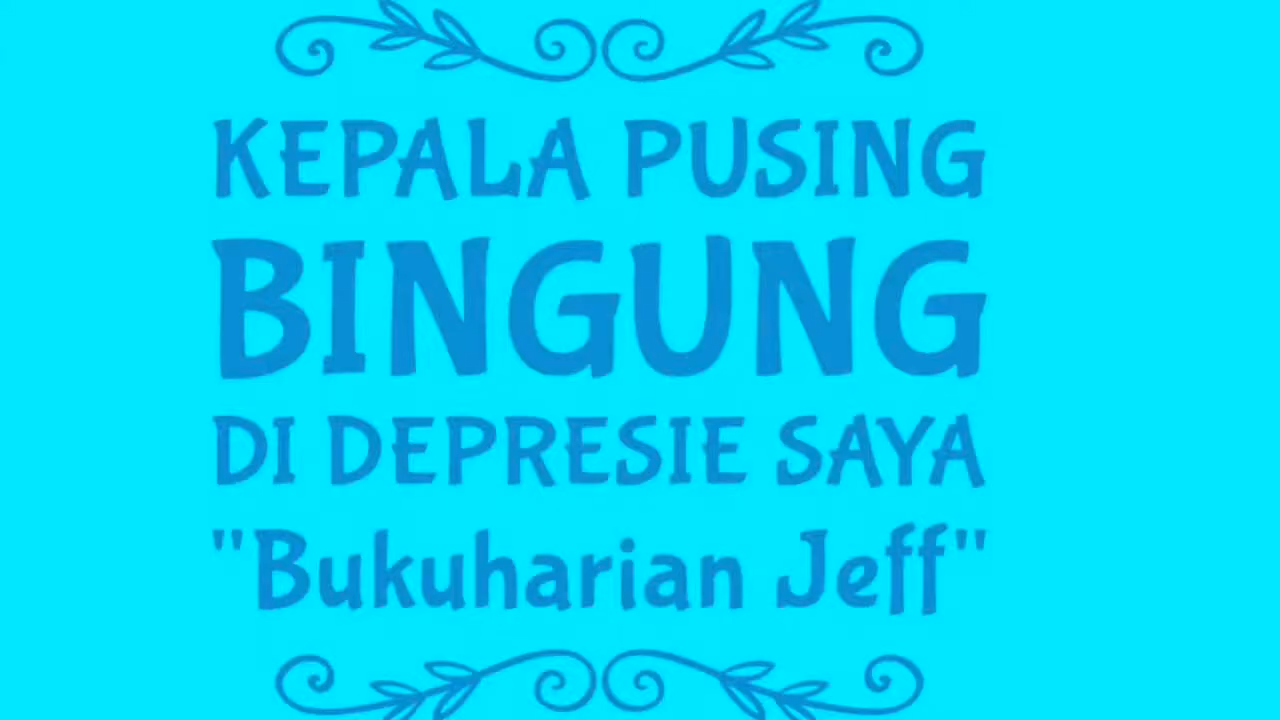 KEPALA PUSING
BINGUNG
DI DEPRESIE SAYA
"Bukuharian Jeff"